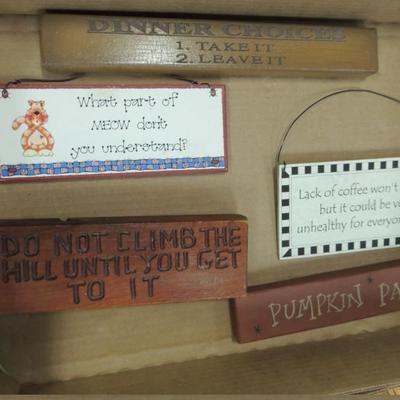 DINNER CHOICES
1. TAKE IT
2. LEAVE IT
What part of
MEOW don't
you understand?
Lack of coffee won't
but it could be
unhealthy for everyone
DO NOT CLIMB THE
HILL UNTIL YOU GET
TO IT
PUMPKIN